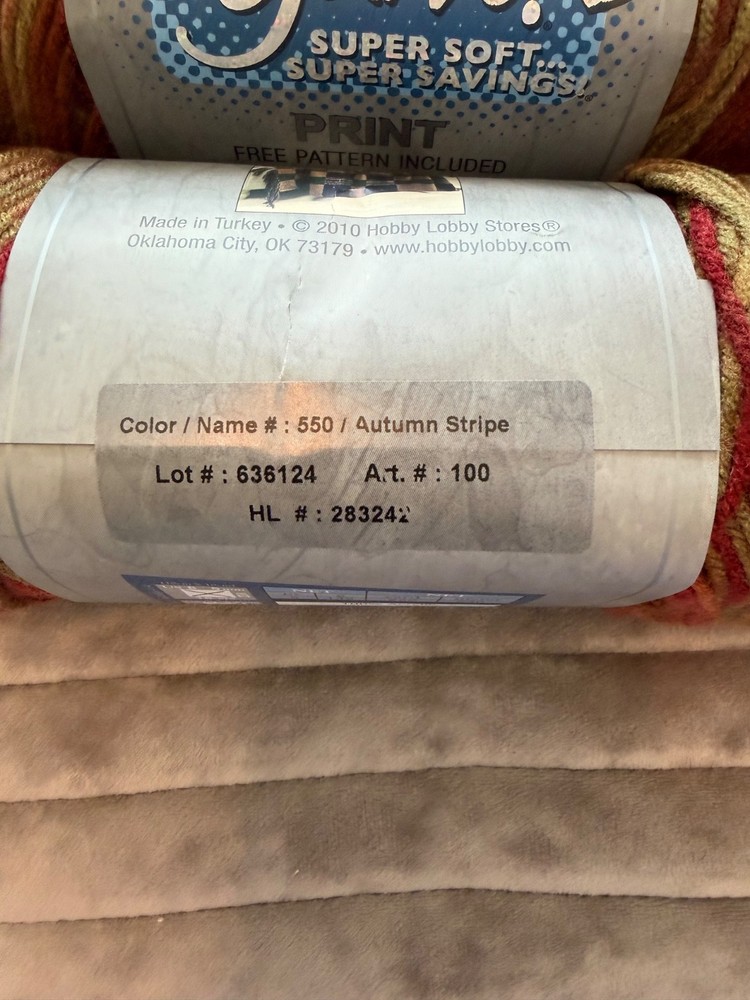 SUPER SOFT...
SUPER SAVINGS!
PRINT
FREE PATTERN INCLUDED
Made in Turkey • © 2010 Hobby Lobby Stores®
Oklahoma City, OK 73179 • www.hobbylobby.com
Color / Name # : 550 / Autumn Stripe
Lot # : 636124 Art. # : 100
HL # : 283242